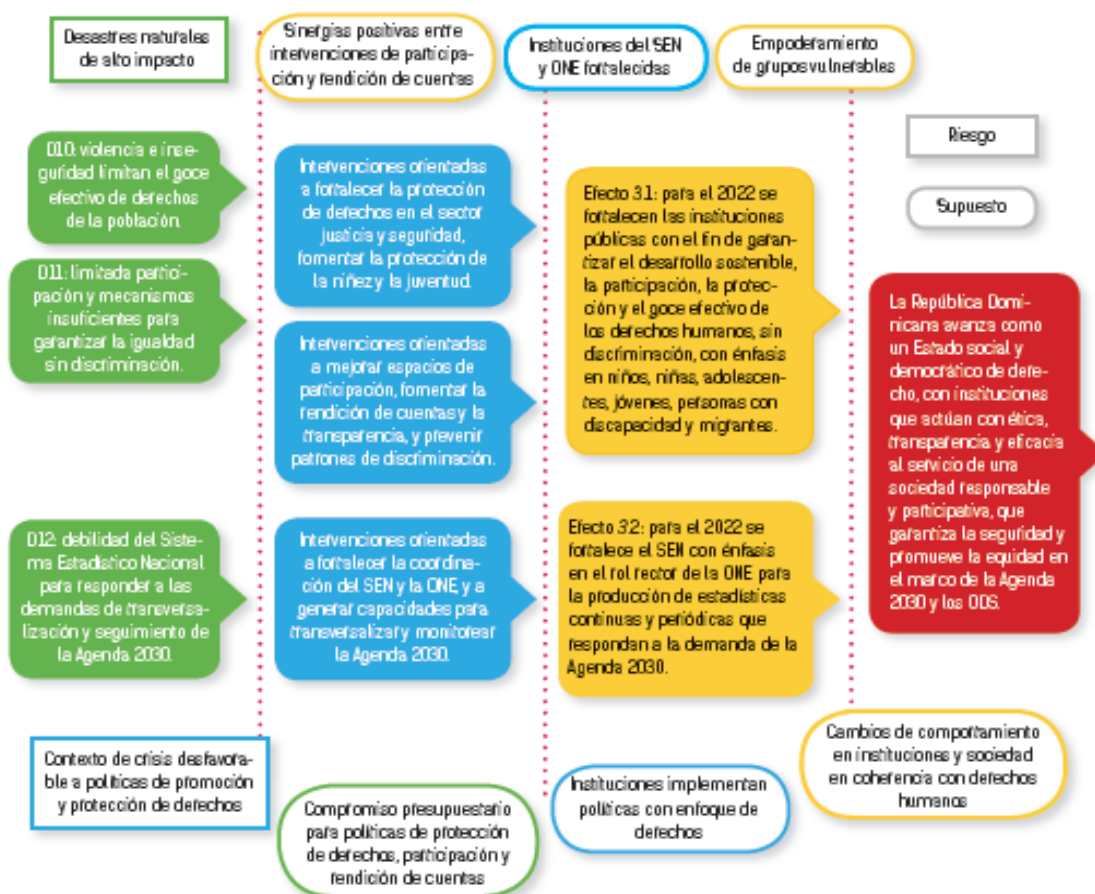 Desastres naturales
de alto impacto
Sinergias positivas entre
intervenciones de participa-
ción y rendición de cuentas
Instituciones del SEN
y ONE fortalecidas
Empoderamiento
de grupos vulnerables
D10: violencia e inse-
guridad limitan el goce
efectivo de derechos
de la población.
D11: limitada partici-
pación y mecanismos
insuficientes para
garantizar la igualdad
sin discriminación.
D12: debilidad del Siste-
ma Estadístico Nacional
para responder a las
demandas de transversa-
lización y seguimiento de
la Agenda 2030.
Intervenciones orientadas
a fortalecer la protección
de derechos en el sector
justicia y seguridad,
fomentar la protección de
la niñez y la juventud.
Intervenciones orientadas
a mejorar espacios de
participación, fomentar la
rendición de cuentas y la
transparencia, y prevenir
patrones de discriminación.
Intervenciones orientadas
a fortalecer la coordina-
ción del SEN y la ONE, y a
generar capacidades para
transversalizar y monitorear
la Agenda 2030.
Efecto 3.1: para el 2022 se
fortalecen las instituciones
públicas con el fin de garan-
tizar el desarrollo sostenible,
la participación, la protec-
ción y el goce efectivo de
los derechos humanos, sin
discriminación, con énfasis
en niños, niñas, adolescen-
tes, jóvenes, personas con
discapacidad y migrantes.
Efecto 3.2: para el 2022 se
fortalece el SEN con énfasis
en el rol rector de la ONE para
la producción de estadísticas
continuas y periódicas que
respondan a la demanda de la
Agenda 2030.
Riesgo
Supuesto
La República Domi-
nicana avanza como
un Estado social y
democrático de dere-
cho, con instituciones
que actúan con ética,
transparencia y eficacia
al servicio de una
sociedad responsable
y participativa, que
garantiza la seguridad y
promueve la equidad en
el marco de la Agenda
2030 y los ODS.
Contexto de crisis desfavora-
ble a políticas de promoción
y protección de derechos
Compromiso presupuestario
para políticas de protección
de derechos, participación y
rendición de cuentas
Instituciones implementan
políticas con enfoque de
derechos
Cambios de comportamiento
en instituciones y sociedad
en coherencia con derechos
humanos